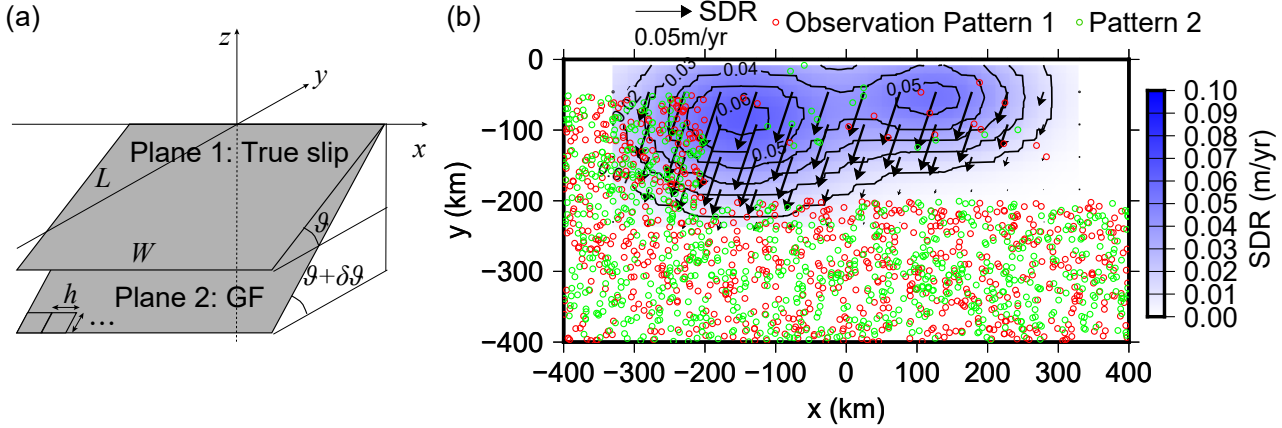 (a)
z
y
x
Plane 1: True slip
L
ϑ
W
ϑ+δϑ
Plane 2: GF
h
...
(b)
SDR
0.05m/yr
Observation Pattern 1
Pattern 2
0
−100
−200
−300
−400
y (km)
0.03
0.04
0.05
0.06
0.05
−400 −300 −200 −100 0 100 200 300 400
x (km)
0.10
0.09
0.08
0.07
0.06
0.05
0.04
0.03
0.02
0.01
0.00
SDR (m/yr)